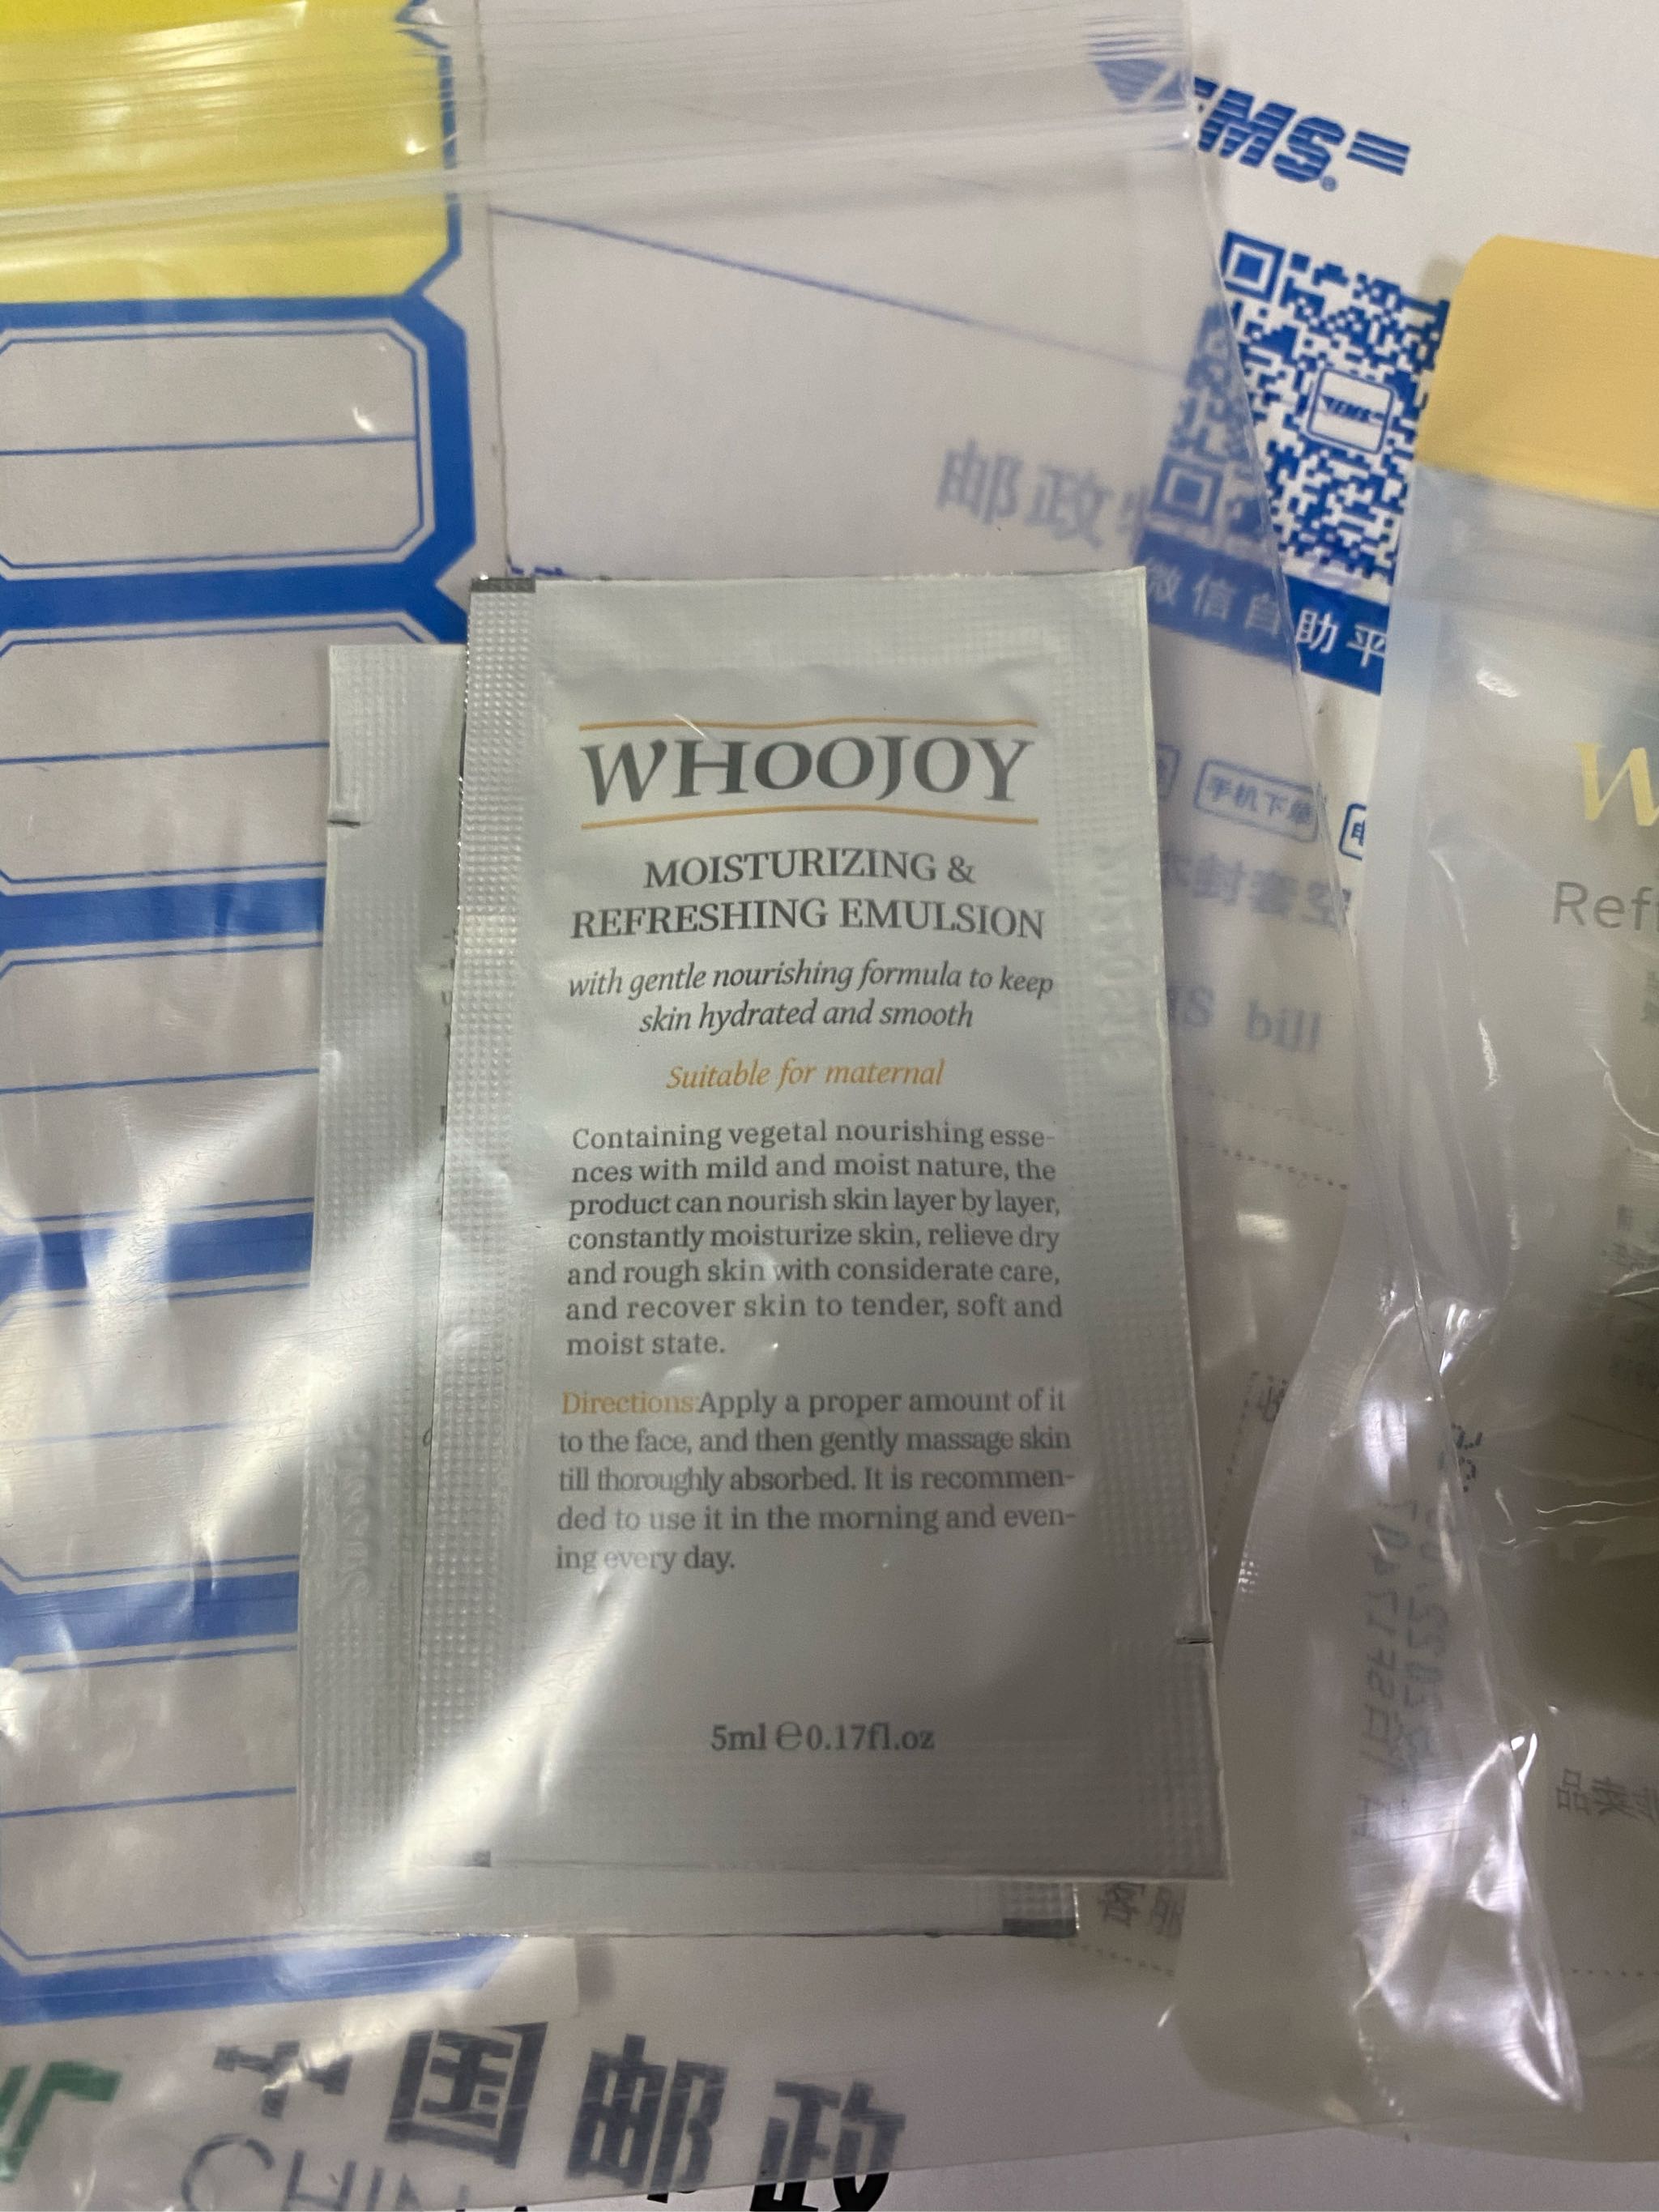 EMS
邮政
微信自助平
手机下单
WHOOJOY
MOISTURIZING &
REFRESHING EMULSION
with gentle nourishing formula to keep
skin hydrated and smooth
Suitable for maternal
Containing vegetal nourishing esse-
nces with mild and moist nature, the
product can nourish skin layer by layer,
constantly moisturize skin, relieve dry
and rough skin with considerate care,
and recover skin to tender, soft and
moist state.
Directions:Apply a proper amount of it
to the face, and then gently massage skin
till thoroughly absorbed. It is recommen-
ded to use it in the morning and even-
ing every day.
5ml ℮0.17fl.oz
bill
W
Ref
中国邮政
CHIN